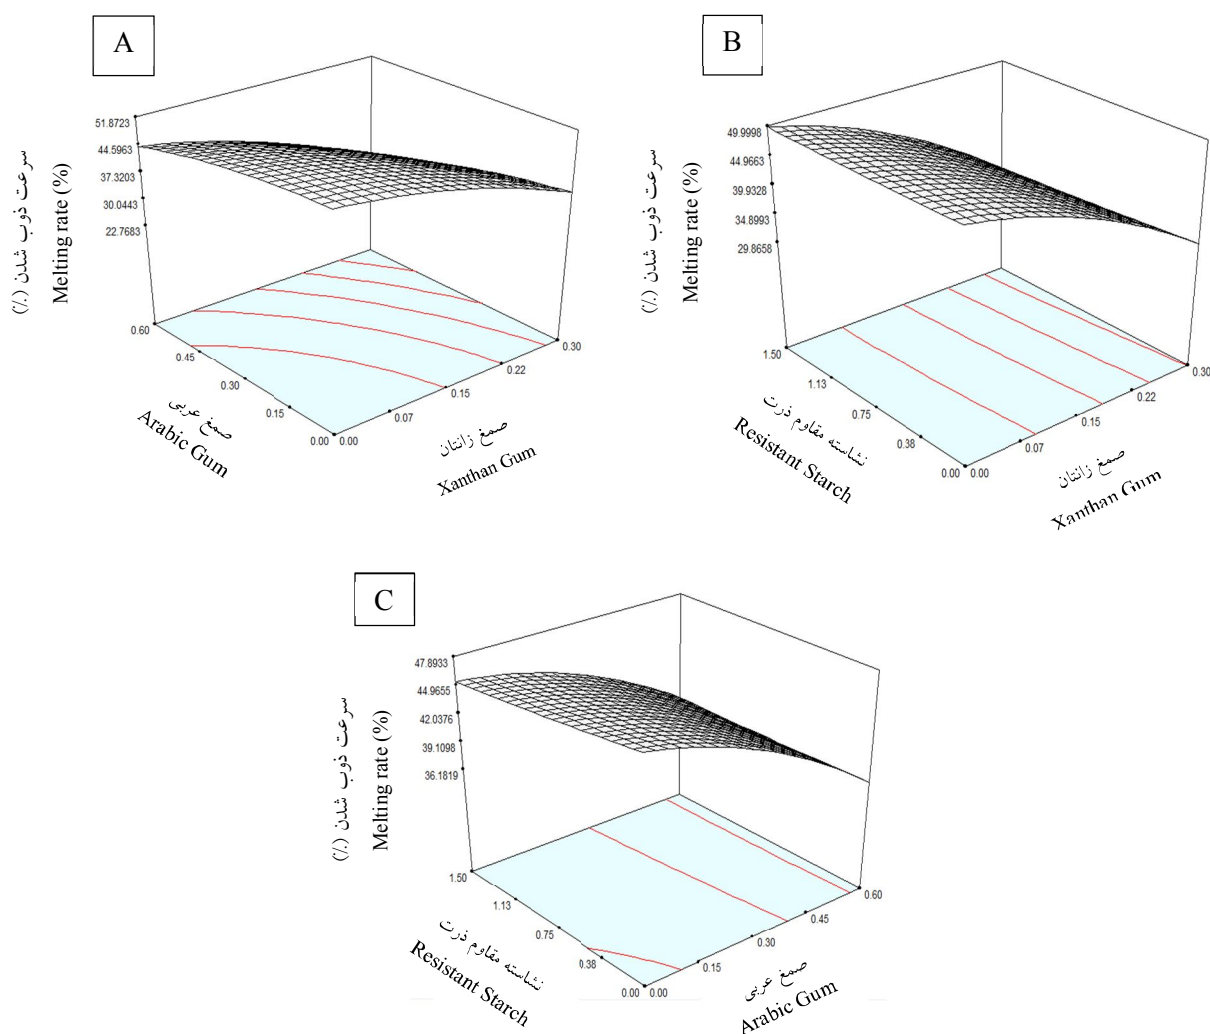 A
51.8723
44.5963
37.3203
30.0443
22.7683
سرعت ذوب شدن (٪)
Melting rate (%)
0.60
0.45
0.30
0.15
0.00
0.00
0.07
0.15
0.22
0.30
صمغ عربی
Arabic Gum
صمغ زانتان
Xanthan Gum
B
49.9998
44.9663
39.9328
34.8993
29.8658
سرعت ذوب شدن (٪)
Melting rate (%)
1.50
1.13
0.75
0.38
0.00
0.00
0.07
0.15
0.22
0.30
نشاسته مقاوم ذرت
Resistant Starch
صمغ زانتان
Xanthan Gum
C
47.8933
44.9655
42.0376
39.1098
36.1819
سرعت ذوب شدن (٪)
Melting rate (%)
1.50
1.13
0.75
0.38
0.00
0.00
0.15
0.30
0.45
0.60
نشاسته مقاوم ذرت
Resistant Starch
صمغ عربی
Arabic Gum